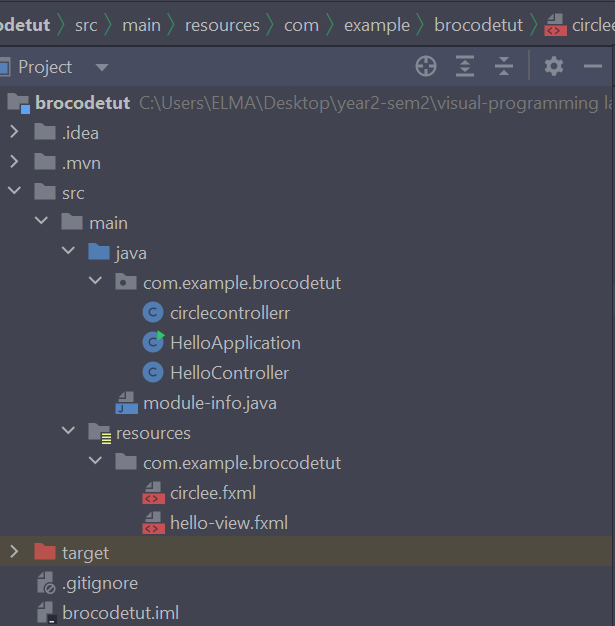 odetut src main resources com example brocodetut circlee
Project
brocodetut C:\Users\ELMA\Desktop\year2-sem2\visual-programming la
.idea
.mvn
src
main
java
com.example.brocodetut
circlecontrollerr
HelloApplication
HelloController
module-info.java
resources
com.example.brocodetut
circlee.fxml
hello-view.fxml
target
.gitignore
brocodetut.iml